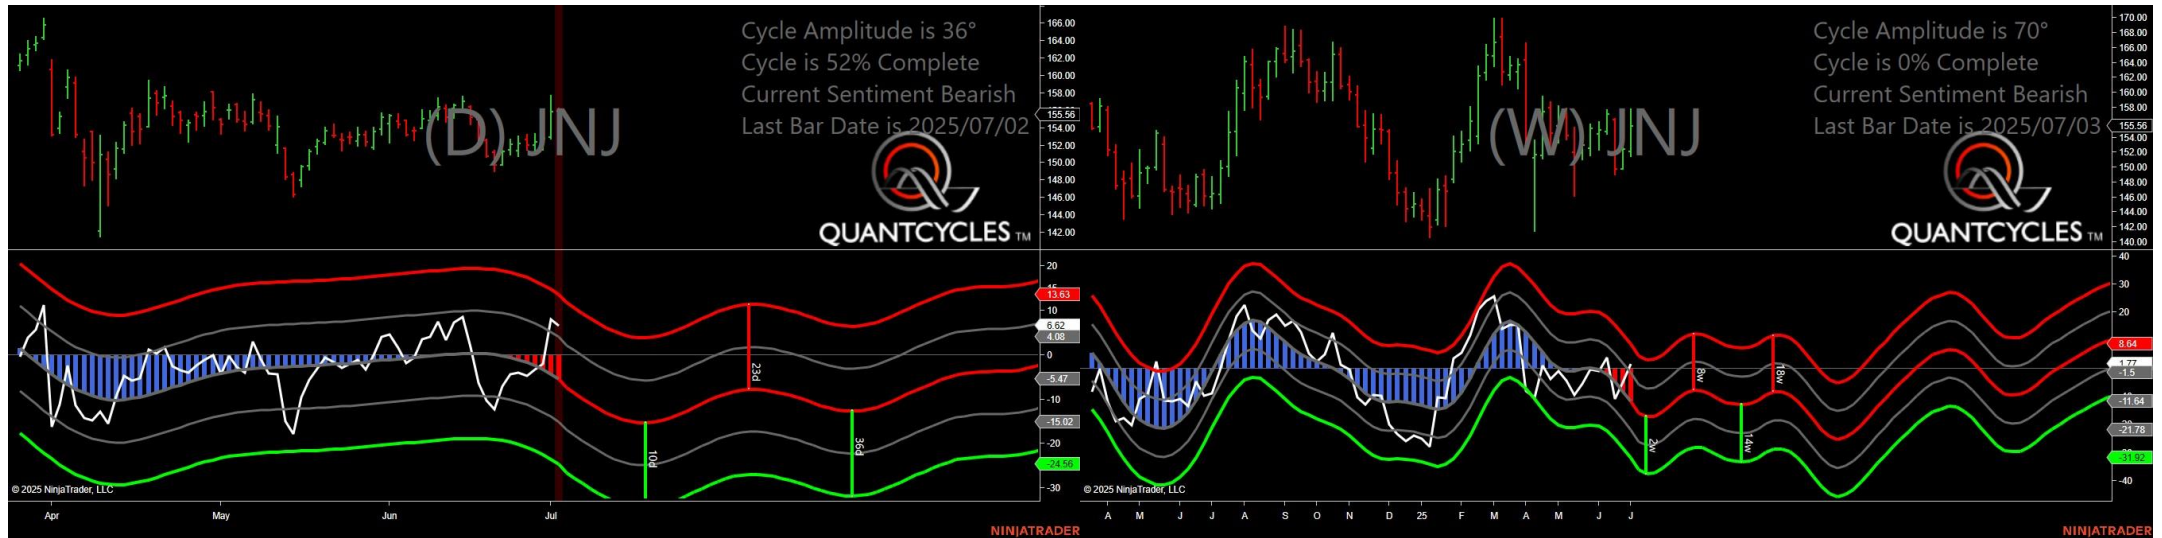 Cycle Amplitude is 36°
Cycle is 52% Complete
Current Sentiment Bearish
Last Bar Date is 2025/07/02
(D) JNJ
QUANTCYCLES TM
166.00
164.00
162.00
160.00
158.00
155.56
154.00
152.00
150.00
148.00
146.00
144.00
142.00
20
13.63
10
6.62
4.08
0
-5.47
-10
-15.02
-20
-24.56
-30
23d
10d
36d
© 2025 NinjaTrader, LLC
Apr May Jun Jul
NINJATRADER
Cycle Amplitude is 70°
Cycle is 0% Complete
Current Sentiment Bearish
Last Bar Date is 2025/07/03
(W) JNJ
QUANTCYCLES TM
170.00
168.00
166.00
164.00
162.00
160.00
158.00
155.56
154.00
152.00
150.00
148.00
146.00
144.00
142.00
140.00
40
30
20
8.64
1.77
-1.5
-11.64
-21.78
-31.92
-40
18w
2w
14w
© 2025 NinjaTrader, LLC
A M J J A S O N D 25 F M A M J J
NINJATRADER